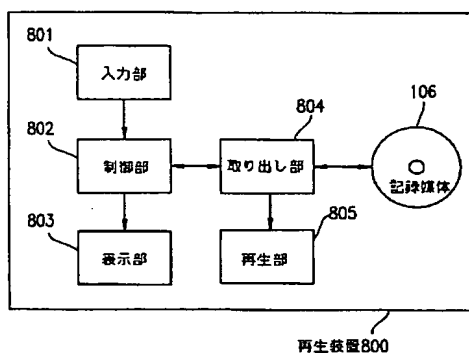 801
入力部
802
制御部
804
取り出し部
106
記録媒体
803
表示部
805
再生部
再生装置800